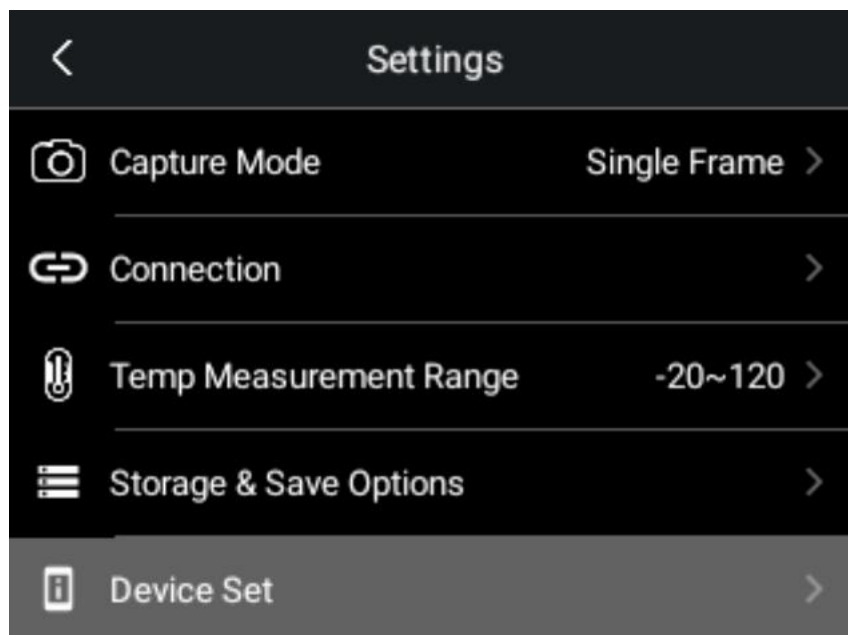 Settings
Capture Mode Single Frame
Connection
Temp Measurement Range -20~120
Storage & Save Options
Device Set